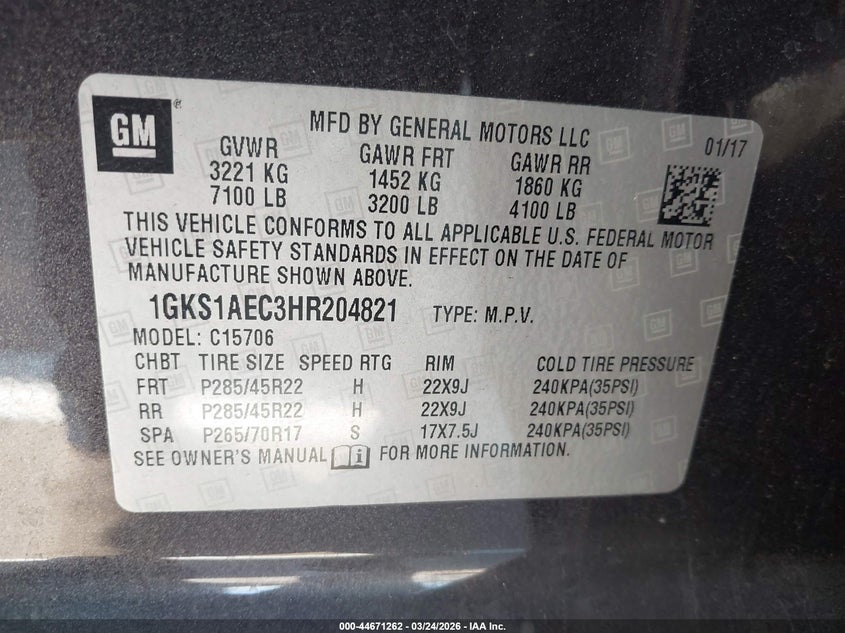 GM ®
MFD BY GENERAL MOTORS LLC 01/17
GVWR GAWR FRT GAWR RR
3221 KG 1452 KG 1860 KG
7100 LB 3200 LB 4100 LB
THIS VEHICLE CONFORMS TO ALL APPLICABLE U.S. FEDERAL MOTOR
VEHICLE SAFETY STANDARDS IN EFFECT ON THE DATE OF
MANUFACTURE SHOWN ABOVE.
1GKS1AEC3HR204821 TYPE: M.P.V.
MODEL: C15706
CHBT TIRE SIZE SPEED RTG RIM COLD TIRE PRESSURE
FRT P285/45R22 H 22X9J 240KPA(35PSI)
RR P285/45R22 H 22X9J 240KPA(35PSI)
SPA P265/70R17 S 17X7.5J 240KPA(35PSI)
SEE OWNER'S MANUAL i FOR MORE INFORMATION.
000-44671262 | 03/24/2026 | IAA Inc.